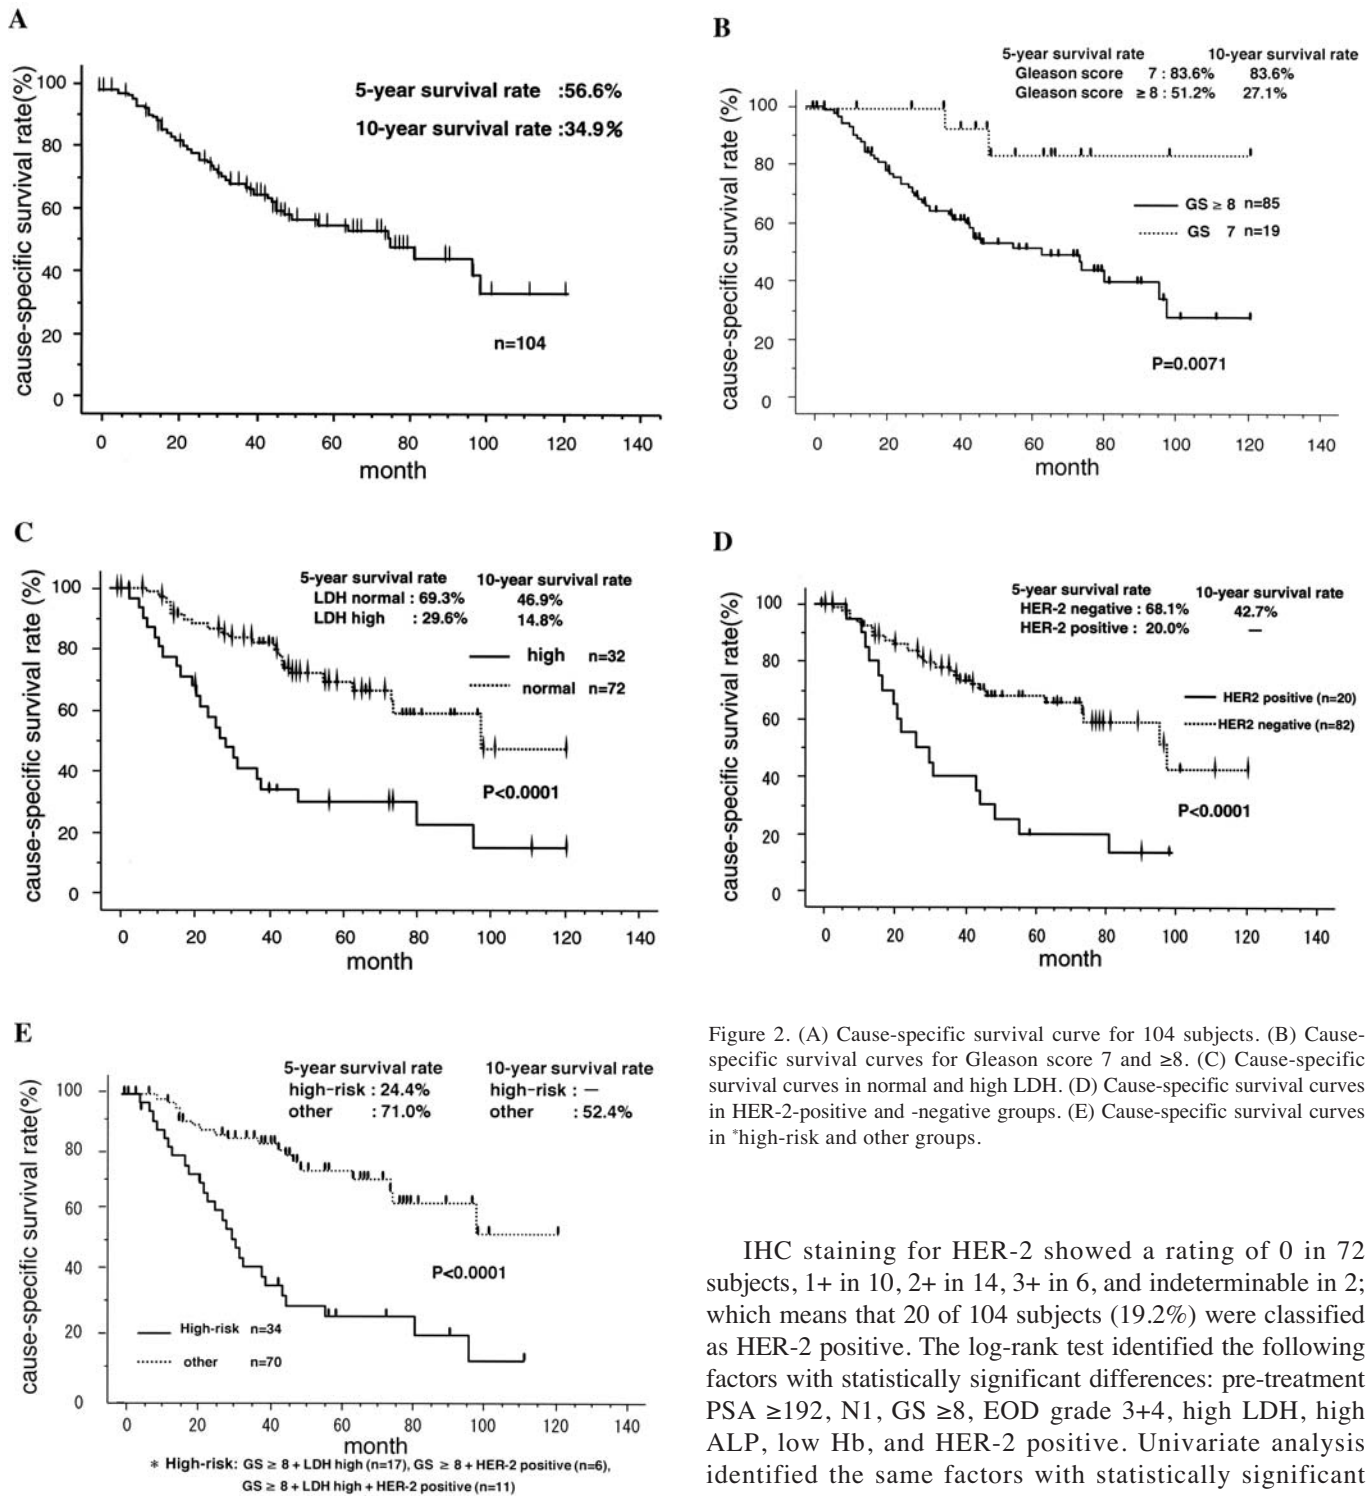 A
cause-specific survival rate(%)
100
80
60
40
20
0
5-year survival rate :56.6%
10-year survival rate :34.9%
n=104
0 20 40 60 80 100 120 140
month
B
cause-specific survival rate (%)
5-year survival rate 10-year survival rate
Gleason score 7 : 83.6% 83.6%
Gleason score ≥ 8 : 51.2% 27.1%
100
80
60
40
20
0
GS ≥ 8 n=85
GS 7 n=19
P=0.0071
0 20 40 60 80 100 120 140
month
C
cause-specific survival rate (%)
5-year survival rate 10-year survival rate
LDH normal : 69.3% 46.9%
LDH high : 29.6% 14.8%
100
80
60
40
20
0
high n=32
normal n=72
P<0.0001
0 20 40 60 80 100 120 140
month
D
cause-specific survival rate(%)
5-year survival rate 10-year survival rate
HER-2 negative : 68.1% 42.7%
HER-2 positive : 20.0% —
100
80
60
40
20
0
HER2 positive (n=20)
HER2 negative (n=82)
P<0.0001
0 20 40 60 80 100 120 140
month
E
cause-specific survival rate(%)
5-year survival rate 10-year survival rate
high-risk : 24.4% high-risk : —
other : 71.0% other : 52.4%
100
80
60
40
20
0
P<0.0001
High-risk n=34
other n=70
0 20 40 60 80 100 120 140
month
* High-risk: GS ≥ 8 + LDH high (n=17), GS ≥ 8 + HER-2 positive (n=6),
GS ≥ 8 + LDH high + HER-2 positive (n=11)
Figure 2. (A) Cause-specific survival curve for 104 subjects. (B) Cause-
specific survival curves for Gleason score 7 and ≥8. (C) Cause-specific
survival curves in normal and high LDH. (D) Cause-specific survival curves
in HER-2-positive and -negative groups. (E) Cause-specific survival curves
in *high-risk and other groups.
IHC staining for HER-2 showed a rating of 0 in 72
subjects, 1+ in 10, 2+ in 14, 3+ in 6, and indeterminable in 2;
which means that 20 of 104 subjects (19.2%) were classified
as HER-2 positive. The log-rank test identified the following
factors with statistically significant differences: pre-treatment
PSA ≥192, N1, GS ≥8, EOD grade 3+4, high LDH, high
ALP, low Hb, and HER-2 positive. Univariate analysis
identified the same factors with statistically significant